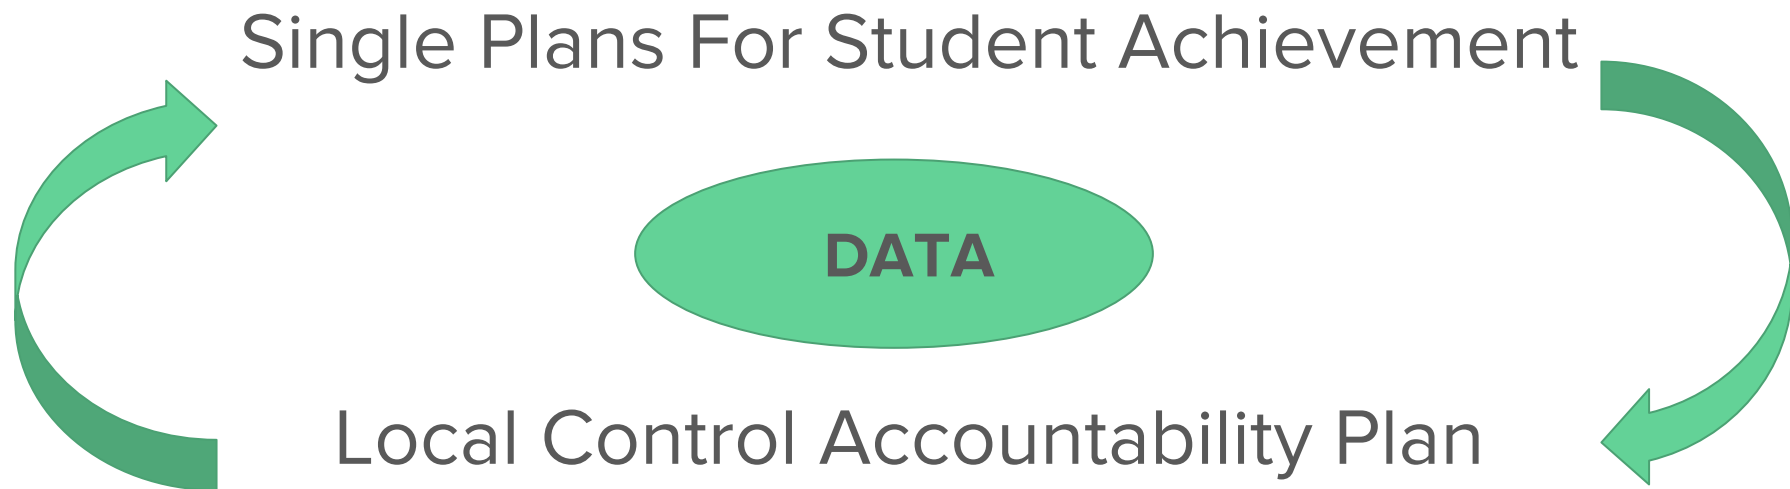 Single Plans For Student Achievement
DATA
Local Control Accountability Plan